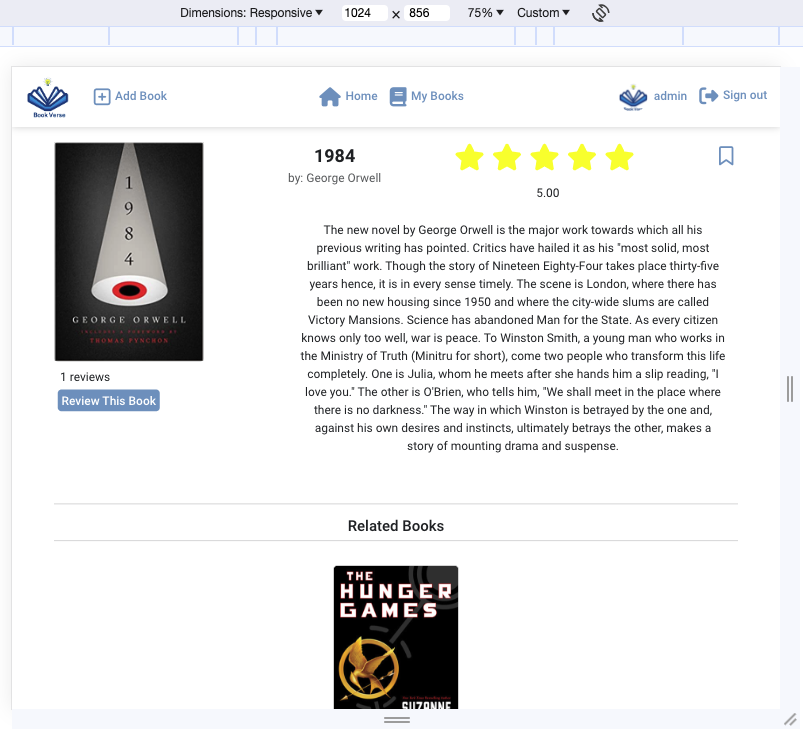 Dimensions: Responsive ▼ 1024 × 856 75% ▼ Custom ▼
Book Verse
Add Book
Home
My Books
admin
Sign out
1
9
8
4
GEORGE ORWELL
THOMAS PYNCHON
1984
by: George Orwell
5.00
The new novel by George Orwell is the major work towards which all his
previous writing has pointed. Critics have hailed it as his "most solid, most
brilliant" work. Though the story of Nineteen Eighty-Four takes place thirty-five
years hence, it is in every sense timely. The scene is London, where there has
been no new housing since 1950 and where the city-wide slums are called
Victory Mansions. Science has abandoned Man for the State. As every citizen
knows only too well, war is peace. To Winston Smith, a young man who works in
the Ministry of Truth (Minitru for short), come two people who transform this life
completely. One is Julia, whom he meets after she hands him a slip reading, "I
love you." The other is O'Brien, who tells him, "We shall meet in the place where
there is no darkness." The way in which Winston is betrayed by the one and,
against his own desires and instincts, ultimately betrays the other, makes a
story of mounting drama and suspense.
1 reviews
Review This Book
Related Books
THE
HUNGER
GAMES
SUZANNE